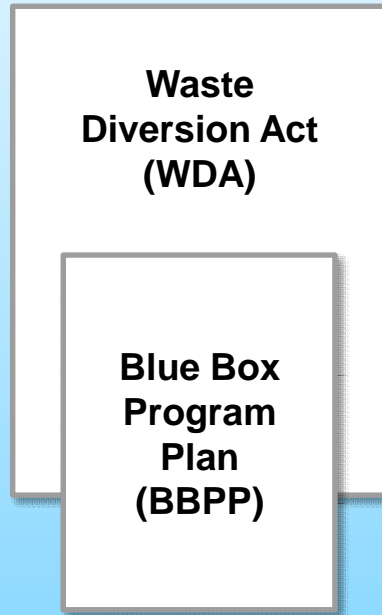 Waste
Diversion Act
(WDA)
Blue Box
Program
Plan
(BBPP)